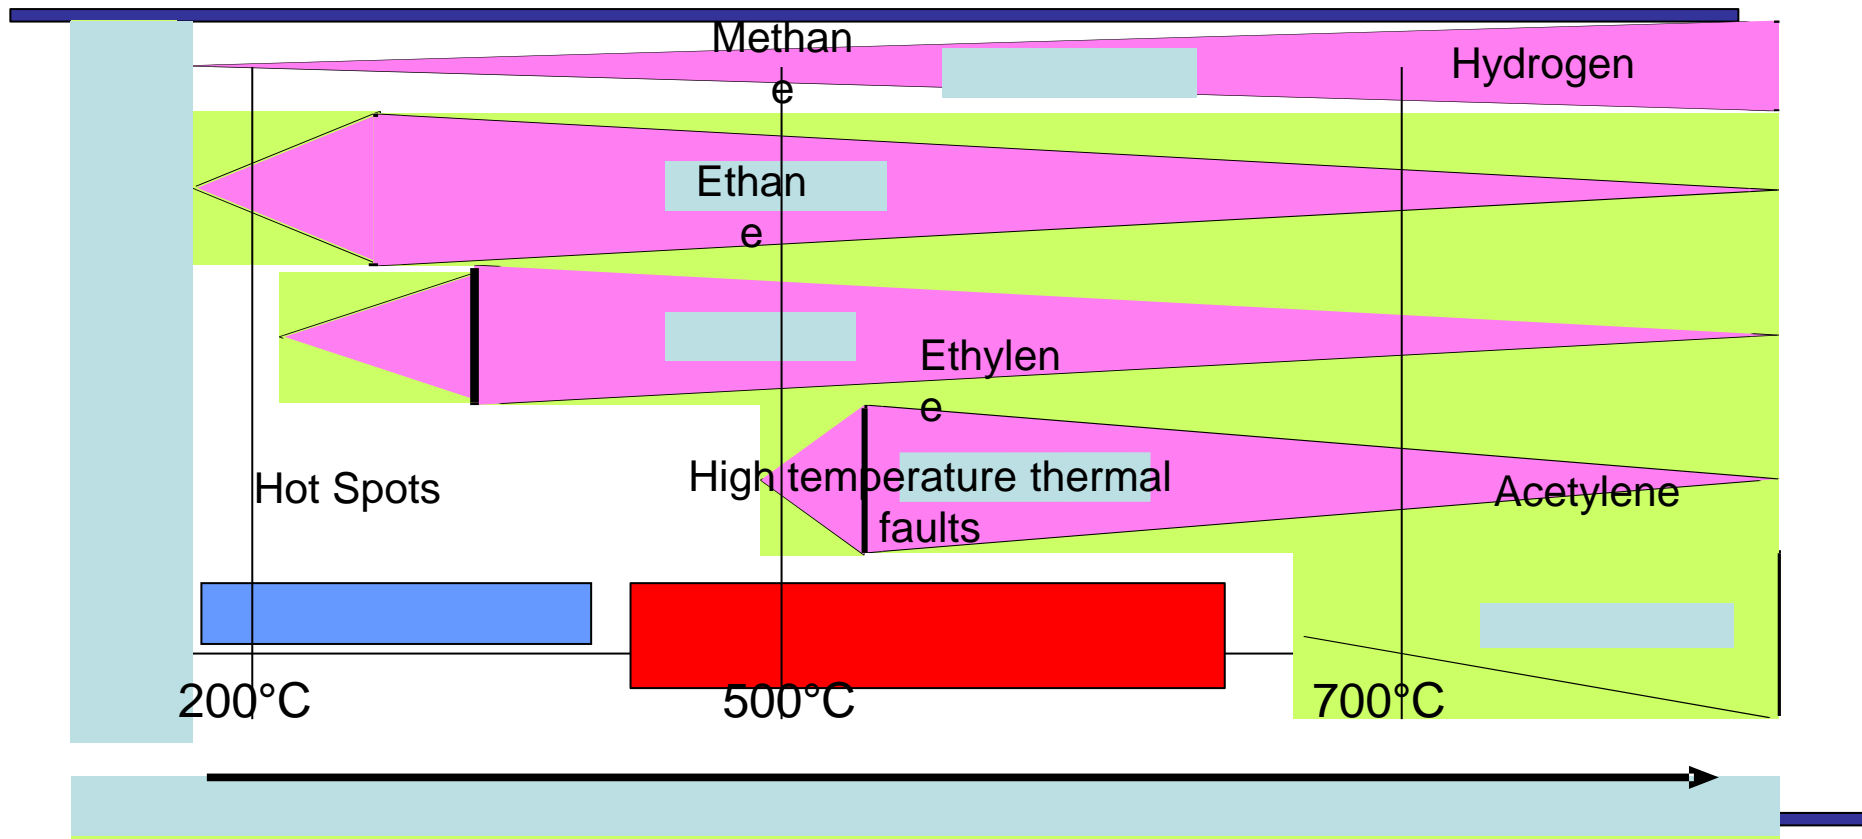 Methan
e
Hydrogen
Ethan
e
Ethylen
e
Hot Spots
High temperature thermal
faults
Acetylene
200°C
500°C
700°C